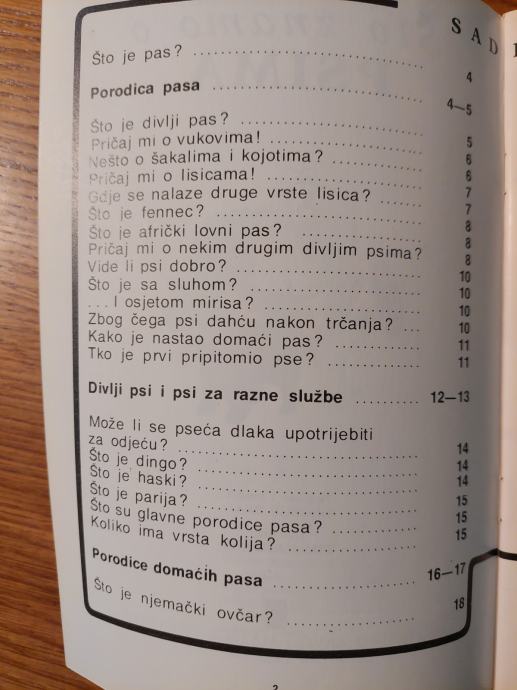 S A D
Što je pas? 4
Porodica pasa 4—5
Što je divlji pas? 5
Pričaj mi o vukovima! 6
Nešto o šakalima i kojotima? 6
Pričaj mi o lisicama! 7
Gdje se nalaze druge vrste lisica? 7
Što je fennec? 8
Što je afrički lovni pas? 8
Pričaj mi o nekim drugim divljim psima? 8
Vide li psi dobro? 10
Što je sa sluhom? 10
...I osjetom mirisa? 10
Zbog čega psi dahću nakon trčanja? ... 10
Kako je nastao domaći pas? 11
Tko je prvi pripitomio pse? 11
Divlji psi i psi za razne službe 12—13
Može li se pseća dlaka upotrijebiti
za odjeću? 14
Što je dingo? 14
Što je haski? 14
Što je parija? 15
Što su glavne porodice pasa? 15
Koliko ima vrsta kolija? 15
Porodice domaćih pasa 16—17
Što je njemački ovčar? 18